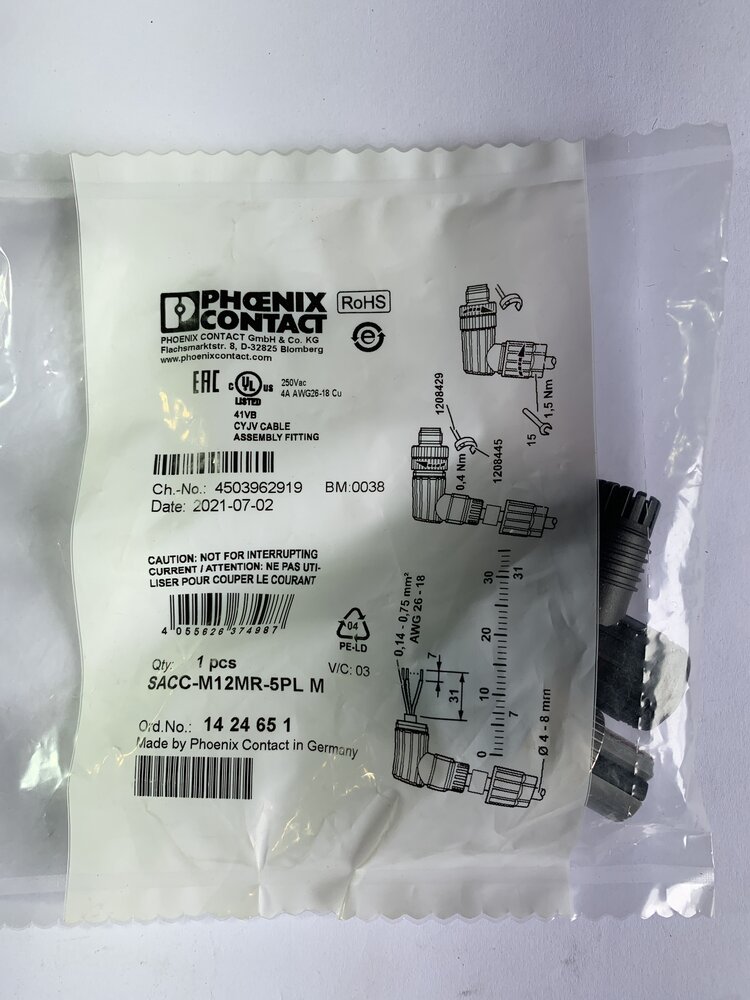 PHŒNIX
CONTACT
RoHS
PHOENIX CONTACT GmbH & Co. KG
Flachsmarktstr. 8, D-32825 Blomberg
www.phoenixcontact.com
e
EAC
c UL us
LISTED
250Vac
4A AWG26-18 Cu
41VB
CYJV CABLE
ASSEMBLY FITTING
Ch.-No.: 4503962919 BM:0038
Date: 2021-07-02
CAUTION: NOT FOR INTERRUPTING
CURRENT / ATTENTION: NE PAS UTI-
LISER POUR COUPER LE COURANT
4 055626 374987
04
PE-LD
Qty: 1 pcs
V/C: 03
SACC-M12MR-5PL M
Ord.No.: 14 24 65 1
Made by Phoenix Contact in Germany
15
1,5 Nm
1208429
0,4 Nm
1208445
0,14 - 0,75 mm²
AWG 26 - 18
7
31
0
7
10
20
30
31
Ø 4 - 8 mm